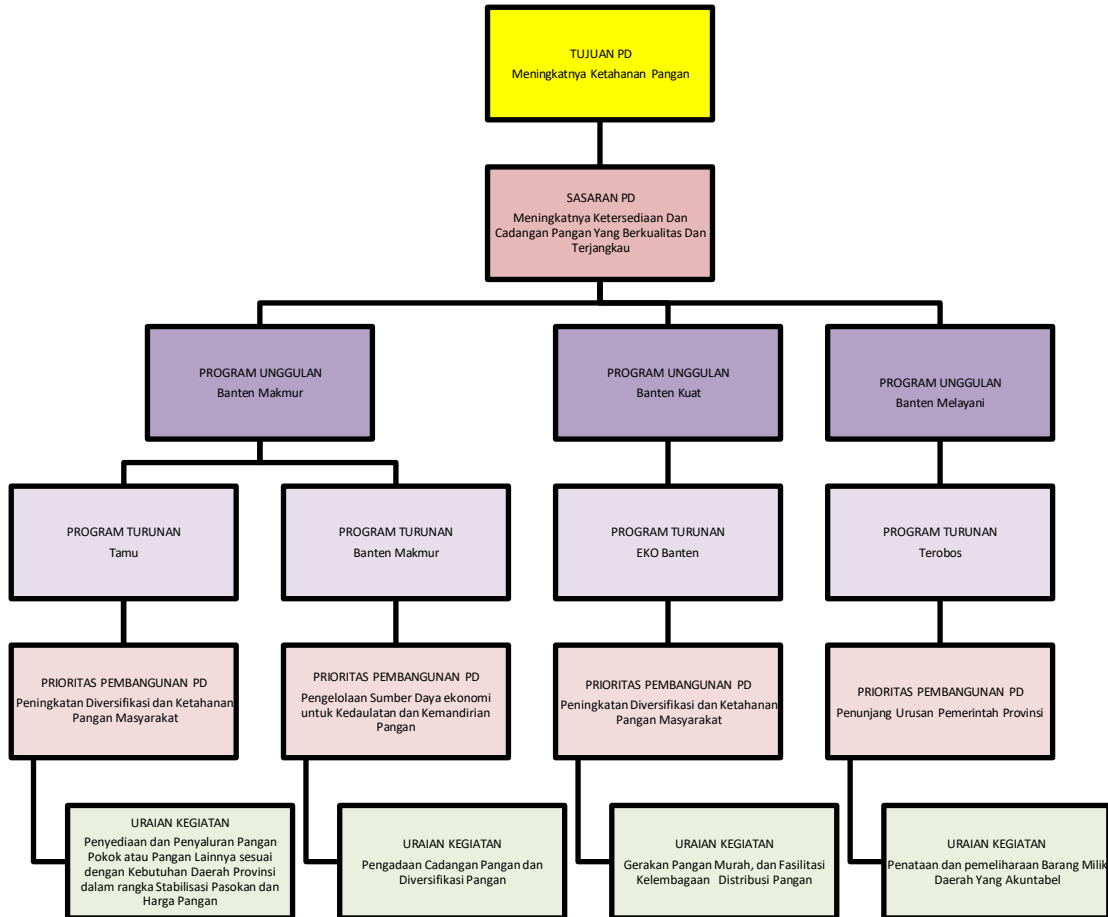 TUJUAN PD
Meningkatnya Ketahanan Pangan
SASARAN PD
Meningkatnya Ketersediaan Dan
Cadangan Pangan Yang Berkualitas Dan
Terjangkau
PROGRAM UNGGULAN
Banten Makmur
PROGRAM UNGGULAN
Banten Kuat
PROGRAM UNGGULAN
Banten Melayani
PROGRAM TURUNAN
Tamu
PROGRAM TURUNAN
Banten Makmur
PROGRAM TURUNAN
EKO Banten
PROGRAM TURUNAN
Terobos
PRIORITAS PEMBANGUNAN PD
Peningkatan Diversifikasi dan Ketahanan
Pangan Masyarakat
PRIORITAS PEMBANGUNAN PD
Pengelolaan Sumber Daya ekonomi
untuk Kedaulatan dan Kemandirian
Pangan
PRIORITAS PEMBANGUNAN PD
Peningkatan Diversifikasi dan Ketahanan
Pangan Masyarakat
PRIORITAS PEMBANGUNAN PD
Penunjang Urusan Pemerintah Provinsi
URAIAN KEGIATAN
Penyediaan dan Penyaluran Pangan
Pokok atau Pangan Lainnya sesuai
dengan Kebutuhan Daerah Provinsi
dalam rangka Stabilisasi Pasokan dan
Harga Pangan
URAIAN KEGIATAN
Pengadaan Cadangan Pangan dan
Diversifikasi Pangan
URAIAN KEGIATAN
Gerakan Pangan Murah, dan Fasilitasi
Kelembagaan Distribusi Pangan
URAIAN KEGIATAN
Penataan dan pemeliharaan Barang Milik
Daerah Yang Akuntabel